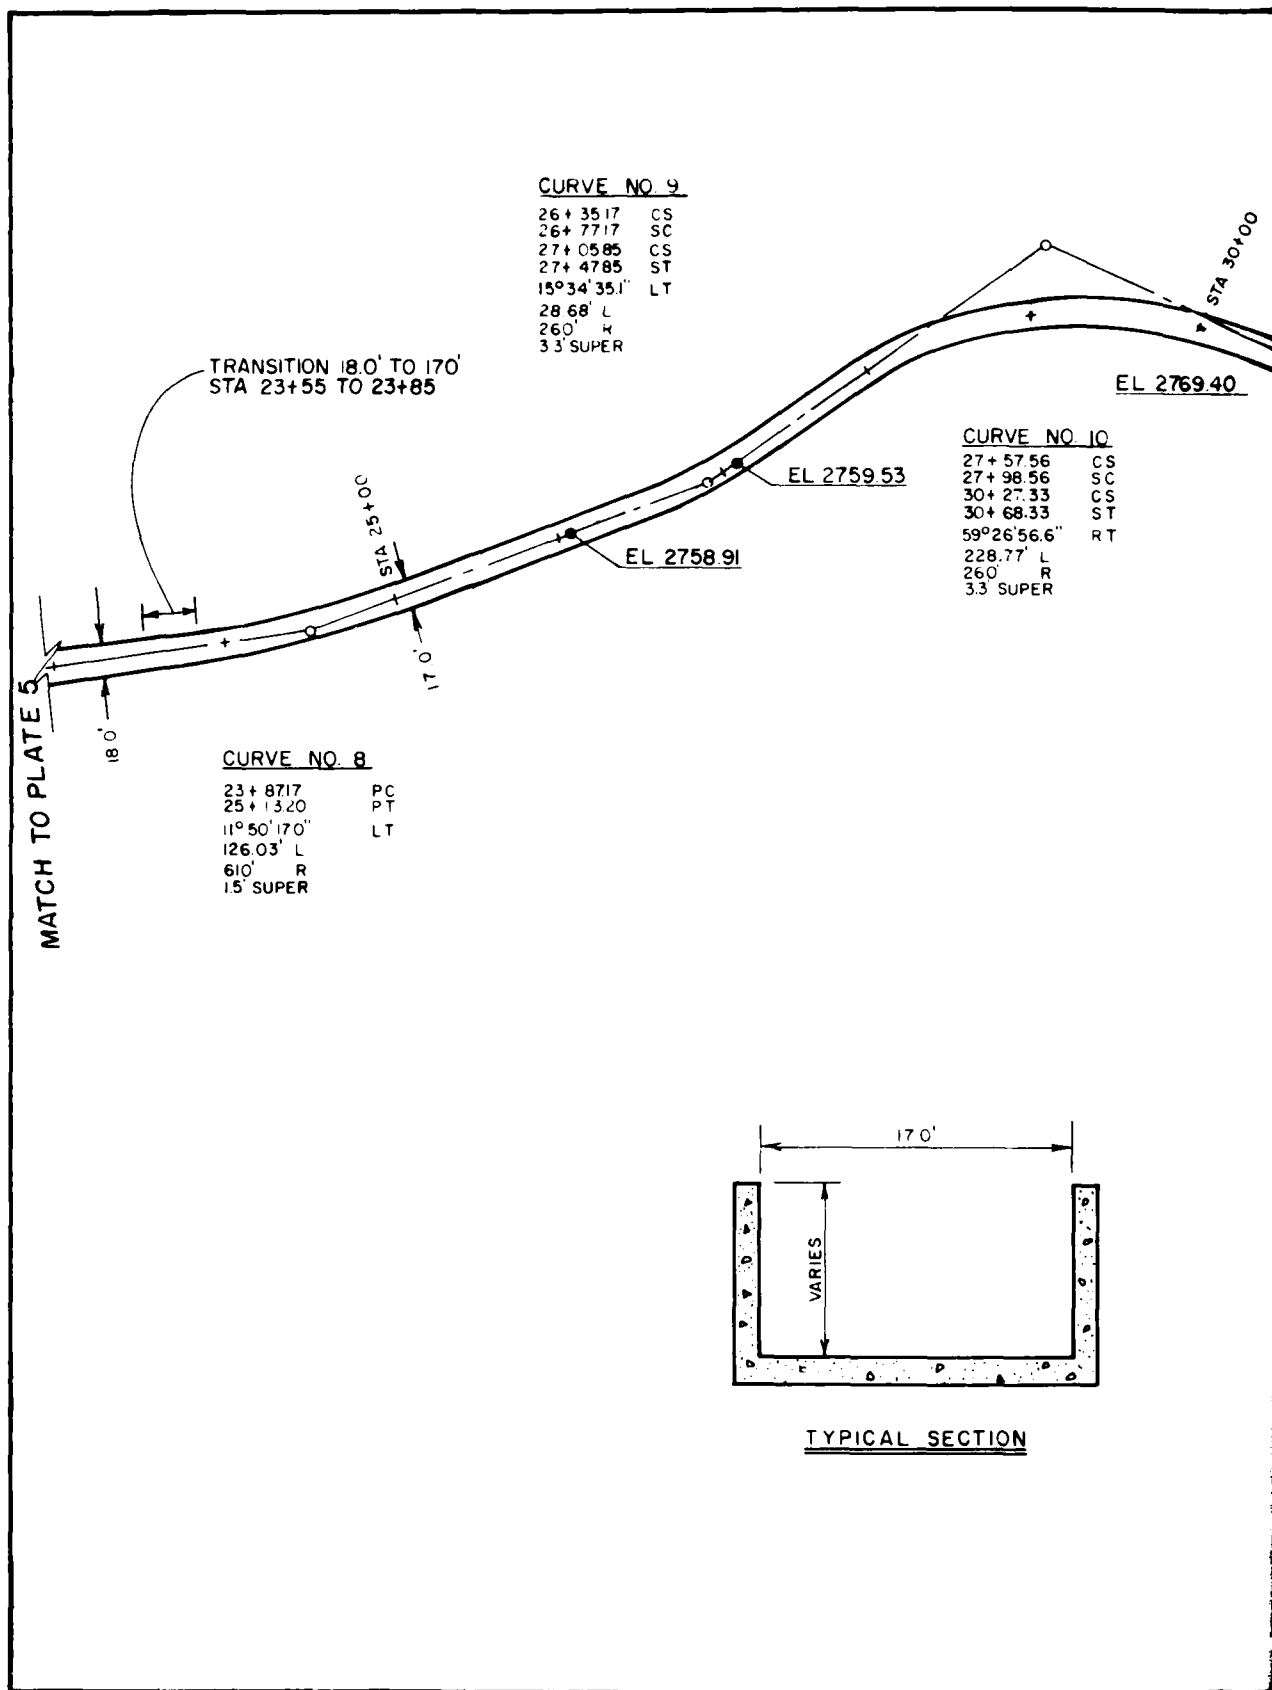 CURVE NO. 9
26+35.17 CS
26+77.17 SC
27+05.85 CS
27+47.85 ST
15°34'35.1" LT
28.68' L
260' R
3.3' SUPER
STA 30+00
TRANSITION 18.0' TO 17.0'
STA 23+55 TO 23+85
EL 2769.40
CURVE NO. 10
27+57.56 CS
27+98.56 SC
30+27.33 CS
30+68.33 ST
59°26'56.6" RT
228.77' L
260' R
3.3' SUPER
EL 2759.53
STA 25+00
EL 2758.91
17.0'
18.0'
MATCH TO PLATE 5
CURVE NO. 8
23+87.17 PC
25+13.20 PT
11°50'17.0" LT
126.03' L
610' R
1.5' SUPER
17.0'
VARIES
TYPICAL SECTION